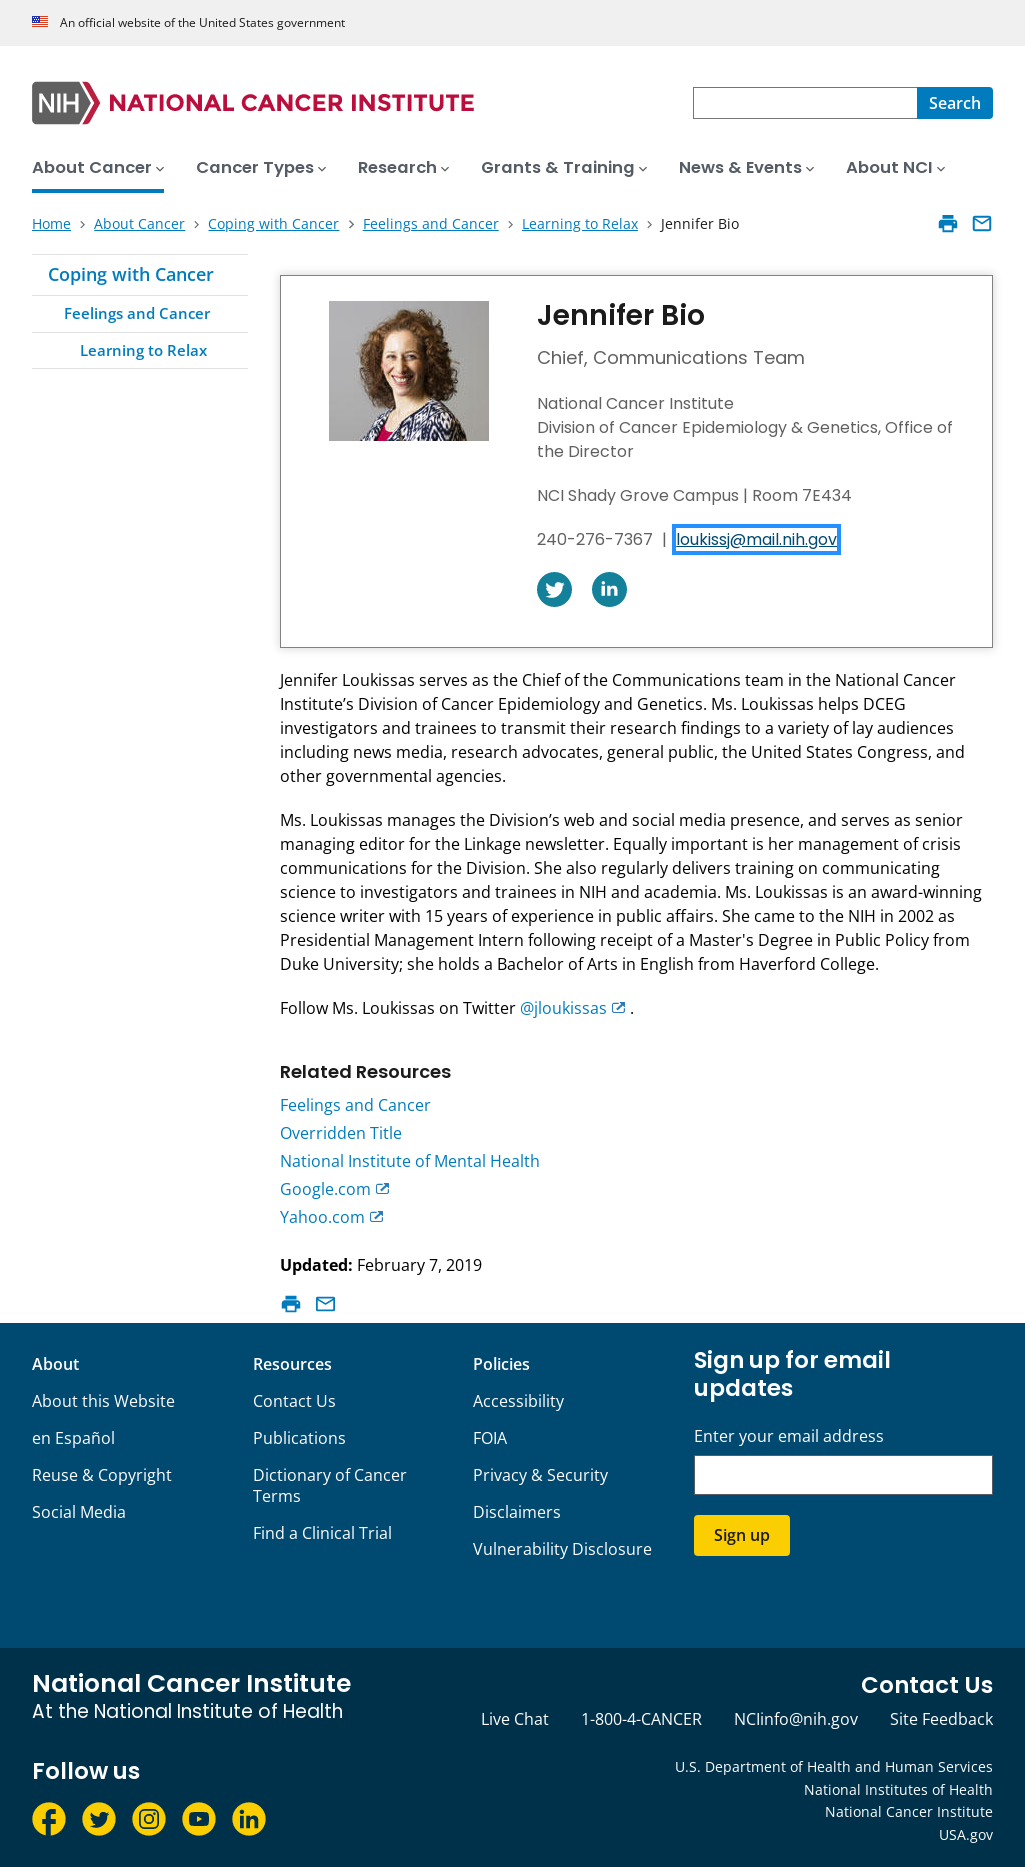 An official website of the United States government
NIH NATIONAL CANCER INSTITUTE
Search
About Cancer Cancer Types Research Grants & Training News & Events About NCI
Home About Cancer Coping with Cancer Feelings and Cancer Learning to Relax Jennifer Bio
Coping with Cancer
Feelings and Cancer
Learning to Relax
Jennifer Bio
Chief, Communications Team
National Cancer Institute
Division of Cancer Epidemiology & Genetics, Office of
the Director
NCI Shady Grove Campus | Room 7E434
240-276-7367 | loukissj@mail.nih.gov
in
Jennifer Loukissas serves as the Chief of the Communications team in the National Cancer
Institute’s Division of Cancer Epidemiology and Genetics. Ms. Loukissas helps DCEG
investigators and trainees to transmit their research findings to a variety of lay audiences
including news media, research advocates, general public, the United States Congress, and
other governmental agencies.
Ms. Loukissas manages the Division’s web and social media presence, and serves as senior
managing editor for the Linkage newsletter. Equally important is her management of crisis
communications for the Division. She also regularly delivers training on communicating
science to investigators and trainees in NIH and academia. Ms. Loukissas is an award-winning
science writer with 15 years of experience in public affairs. She came to the NIH in 2002 as
Presidential Management Intern following receipt of a Master's Degree in Public Policy from
Duke University; she holds a Bachelor of Arts in English from Haverford College.
Follow Ms. Loukissas on Twitter @jloukissas .
Related Resources
Feelings and Cancer
Overridden Title
National Institute of Mental Health
Google.com
Yahoo.com
Updated: February 7, 2019
About
About this Website
en Español
Reuse & Copyright
Social Media
Resources
Contact Us
Publications
Dictionary of Cancer
Terms
Find a Clinical Trial
Policies
Accessibility
FOIA
Privacy & Security
Disclaimers
Vulnerability Disclosure
Sign up for email
updates
Enter your email address
Sign up
National Cancer Institute
At the National Institute of Health
Contact Us
Live Chat 1-800-4-CANCER NCIinfo@nih.gov Site Feedback
Follow us
f in
U.S. Department of Health and Human Services
National Institutes of Health
National Cancer Institute
USA.gov